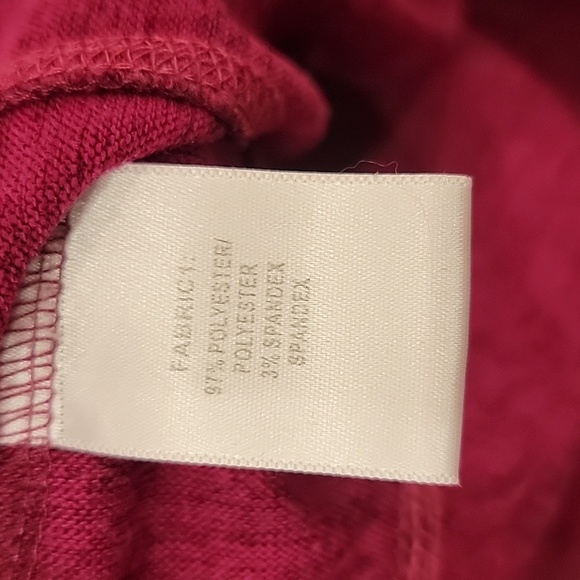 FABRIC1:
97% POLYESTER/
POLYESTER
3% SPANDEX
SPANDEX